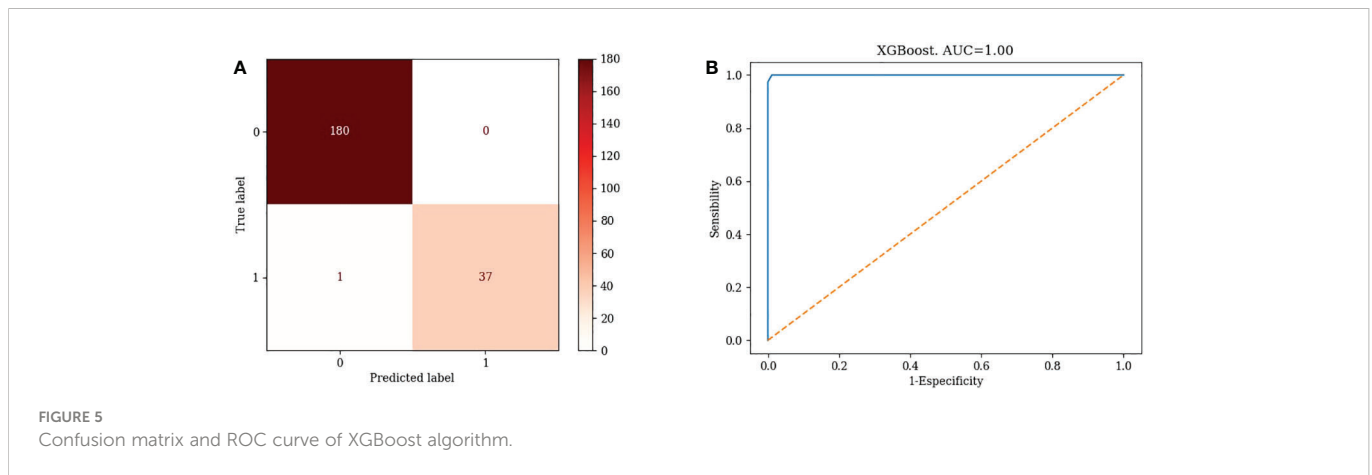 A
True label
0
1
180
0
1
37
0
1
Predicted label
180
160
140
120
100
80
60
40
20
0
B
XGBoost. AUC=1.00
Sensibility
1.0
0.8
0.6
0.4
0.2
0.0
0.0 0.2 0.4 0.6 0.8 1.0
1-Especificity
FIGURE 5
Confusion matrix and ROC curve of XGBoost algorithm.